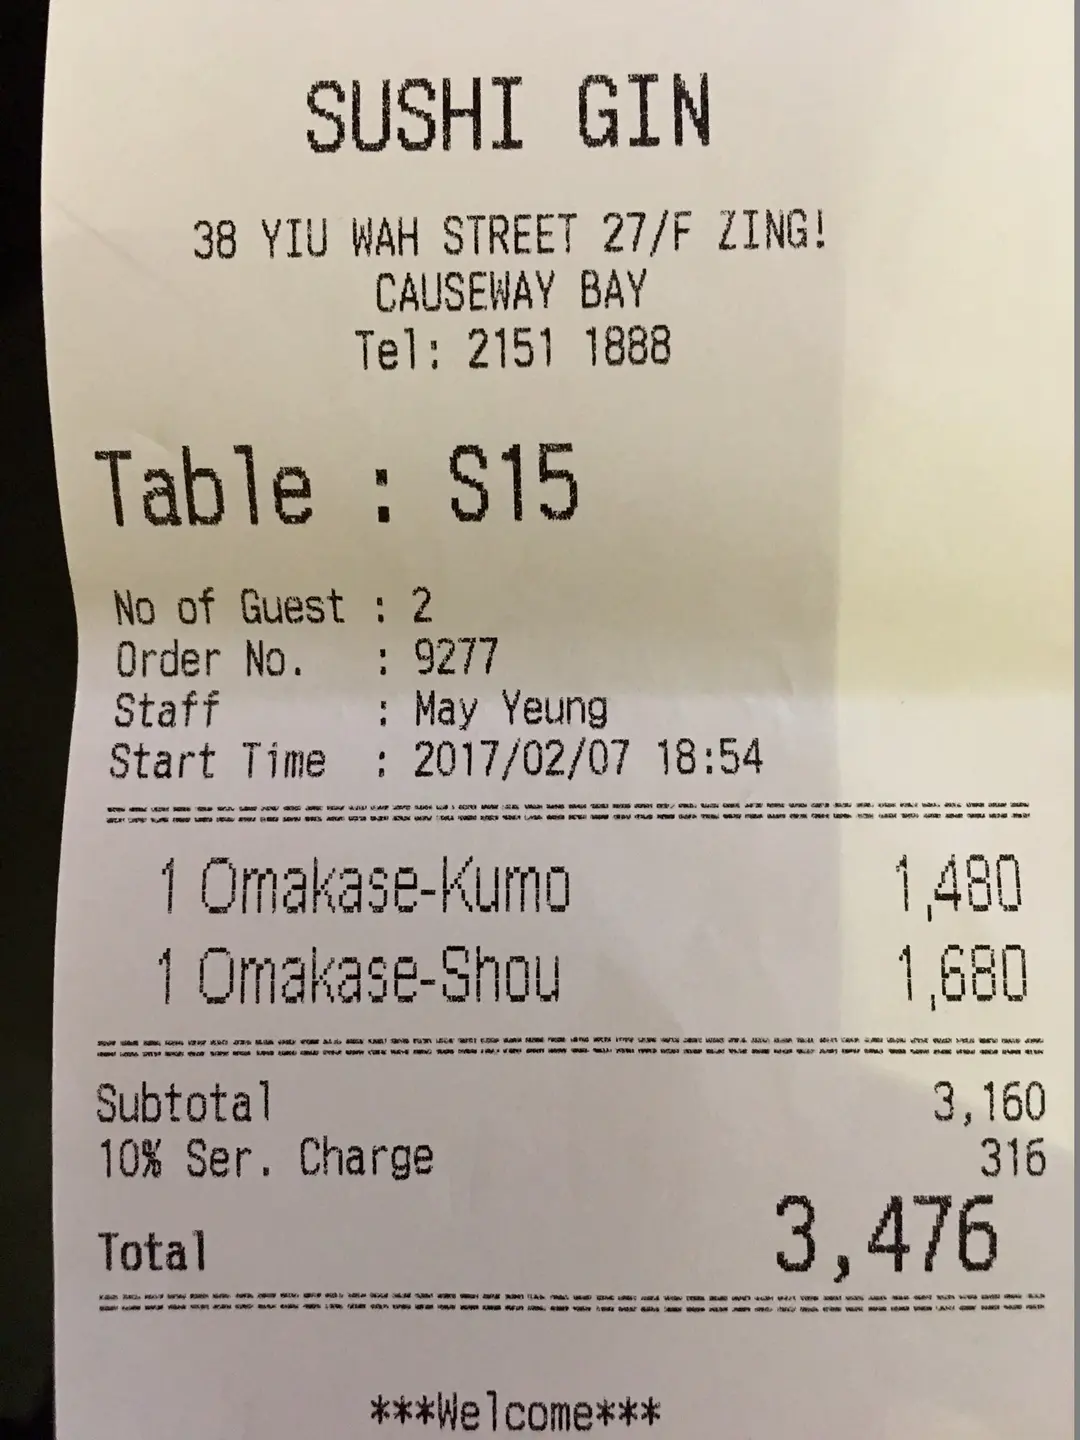 SUSHI GIN
38 YIU WAH STREET 27/F ZING!
CAUSEWAY BAY
Tel: 2151 1888
Table : S15
No of Guest : 2
Order No. : 9277
Staff : May Yeung
Start Time : 2017/02/07 18:54
1 Omakase-Kumo 1,480
1 Omakase-Shou 1,680
Subtotal 3,160
10% Ser. Charge 316
Total 3,476
***Welcome***